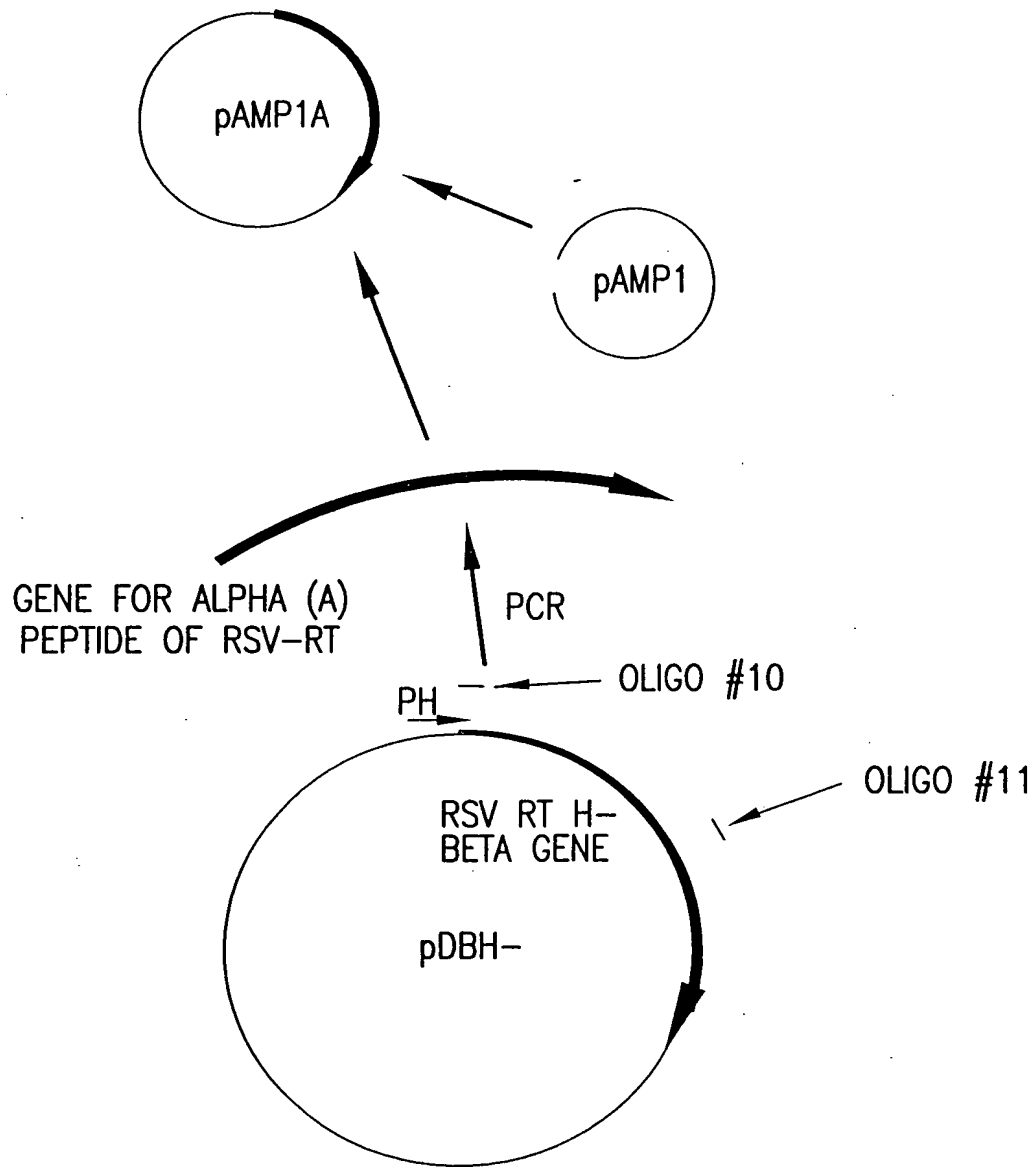 pAMP1A
pAMP1
GENE FOR ALPHA (A)
PEPTIDE OF RSV-RT
PCR
OLIGO #10
PH
OLIGO #11
RSV RT H-
BETA GENE
pDBH-